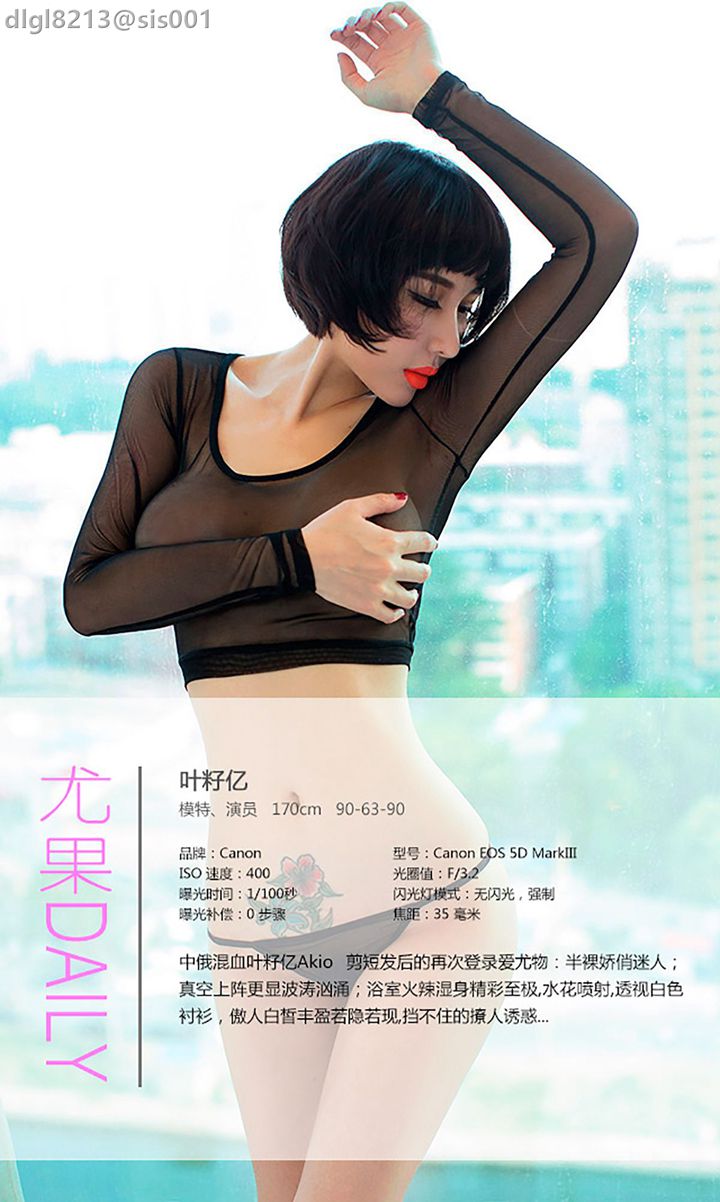 dlgl8213@sis001
尤果DAILY
叶籽亿
模特、演员 170cm 90-63-90
品牌：Canon 型号：Canon EOS 5D MarkIII
ISO 速度：400 光圈值：F/3.2
曝光时间：1/100秒 闪光灯模式：无闪光，强制
曝光补偿：0 步骤 焦距：35 毫米
中俄混血叶籽亿Akio 剪短发后的再次登录爱尤物：半裸娇俏迷人；
真空上阵更显波涛汹涌；浴室火辣湿身精彩至极,水花喷射,透视白色
衬衫，傲人白皙丰盈若隐若现,挡不住的撩人诱惑...